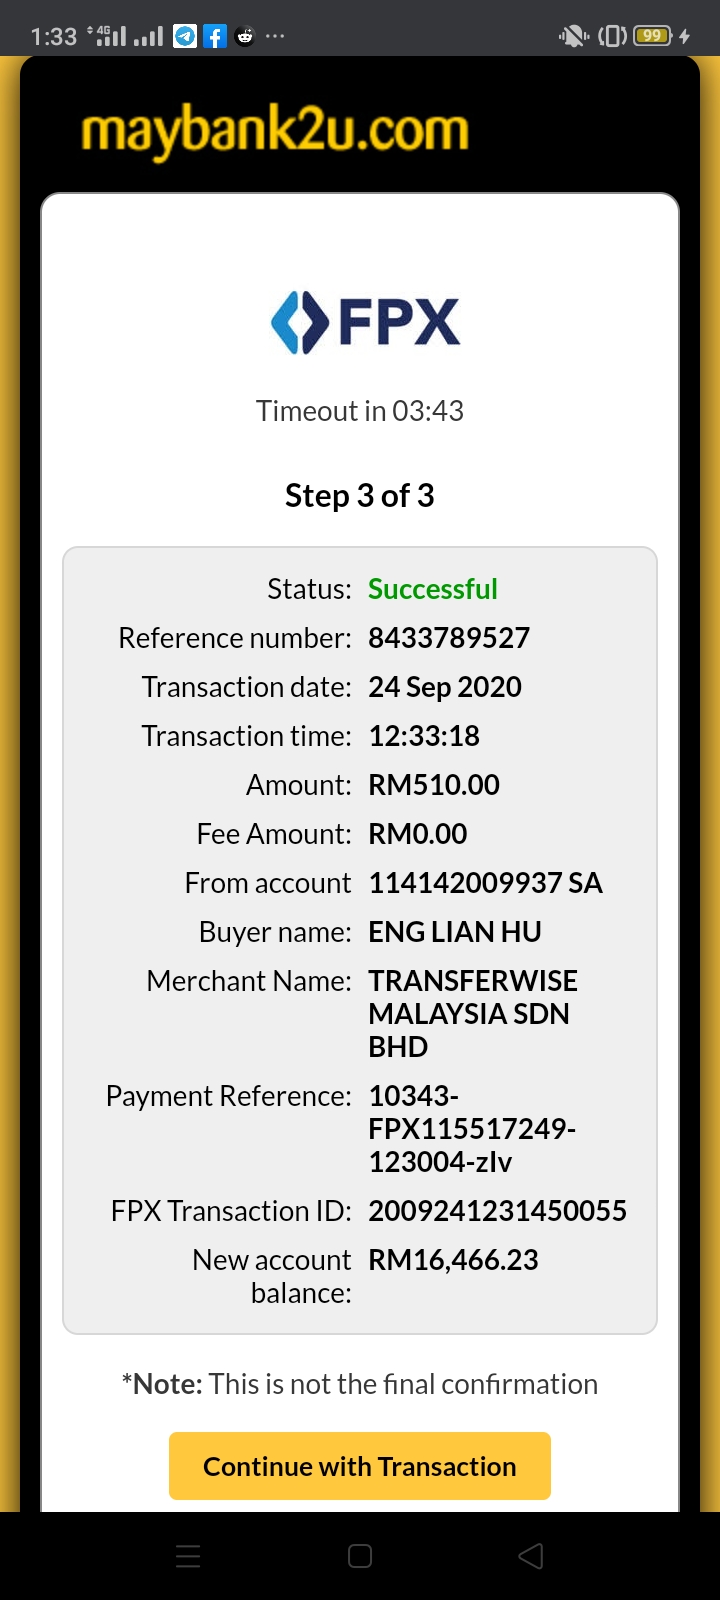 1:33 4G 99
maybank2u.com
FPX
Timeout in 03:43
Step 3 of 3
Status: Successful
Reference number: 8433789527
Transaction date: 24 Sep 2020
Transaction time: 12:33:18
Amount: RM510.00
Fee Amount: RM0.00
From account 114142009937 SA
Buyer name: ENG LIAN HU
Merchant Name: TRANSFERWISE
MALAYSIA SDN
BHD
Payment Reference: 10343-
FPX115517249-
123004-zlv
FPX Transaction ID: 2009241231450055
New account RM16,466.23
balance:
*Note: This is not the final confirmation
Continue with Transaction